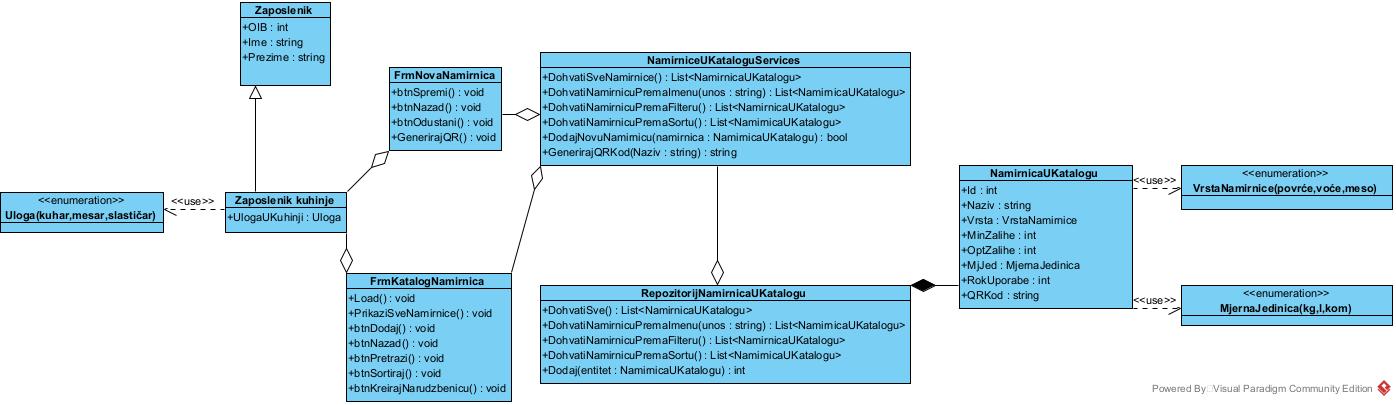 Zaposlenik
+OIB : int
+Ime : string
+Prezime : string
<<enumeration>>
Uloga(kuhar,mesar,slastičar)
<<use>>
Zaposlenik kuhinje
+UlogaUKuhinji : Uloga
FrmNovaNamirnica
+btnSpremi() : void
+btnNazad() : void
+btnOdustani() : void
+GenerirajQR() : void
FrmKatalogNamirnica
+Load() : void
+PrikaziSveNamirnice() : void
+btnDodaj() : void
+btnNazad() : void
+btnPretrazi() : void
+btnSortiraj() : void
+btnKreirajNarudzbenicu() : void
NamirniceUKataloguServices
+DohvatiSveNamirnice() : List<NamirnicaUKatalogu>
+DohvatiNamirnicuPremaImenu(unos : string) : List<NamirnicaUKatalogu>
+DohvatiNamirnicuPremaFilteru() : List<NamirnicaUKatalogu>
+DohvatiNamirnicuPremaSortu() : List<NamirnicaUKatalogu>
+DodajNovuNamirnicu(namirnica : NamirnicaUKatalogu) : bool
+GenerirajQRKod(Naziv : string) : string
RepozitorijNamirnicaUKatalogu
+DohvatiSve() : List<NamirnicaUKatalogu>
+DohvatiNamirnicuPremaImenu(unos : string) : List<NamirnicaUKatalogu>
+DohvatiNamirnicuPremaFilteru() : List<NamirnicaUKatalogu>
+DohvatiNamirnicuPremaSortu() : List<NamirnicaUKatalogu>
+Dodaj(entitet : NamirnicaUKatalogu) : int
NamirnicaUKatalogu
+Id : int
+Naziv : string
+Vrsta : VrstaNamirnice
+MinZalihe : int
+OptZalihe : int
+MjJed : MjernaJedinica
+RokUporabe : int
+QRKod : string
<<use>>
<<enumeration>>
VrstaNamirnice(povrće,voće,meso)
<<use>>
<<enumeration>>
MjernaJedinica(kg,l,kom)
Powered By Visual Paradigm Community Edition